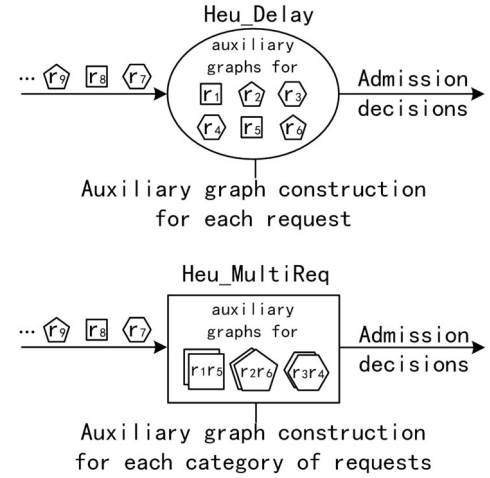 Heu_Delay
auxiliary
graphs for
... r9 r8 r7
r1 r2 r3
r4 r5 r6
Admission
decisions
Auxiliary graph construction
for each request
Heu_MultiReq
auxiliary
graphs for
... r9 r8 r7
r1r5 r2r6 r3r4
Admission
decisions
Auxiliary graph construction
for each category of requests